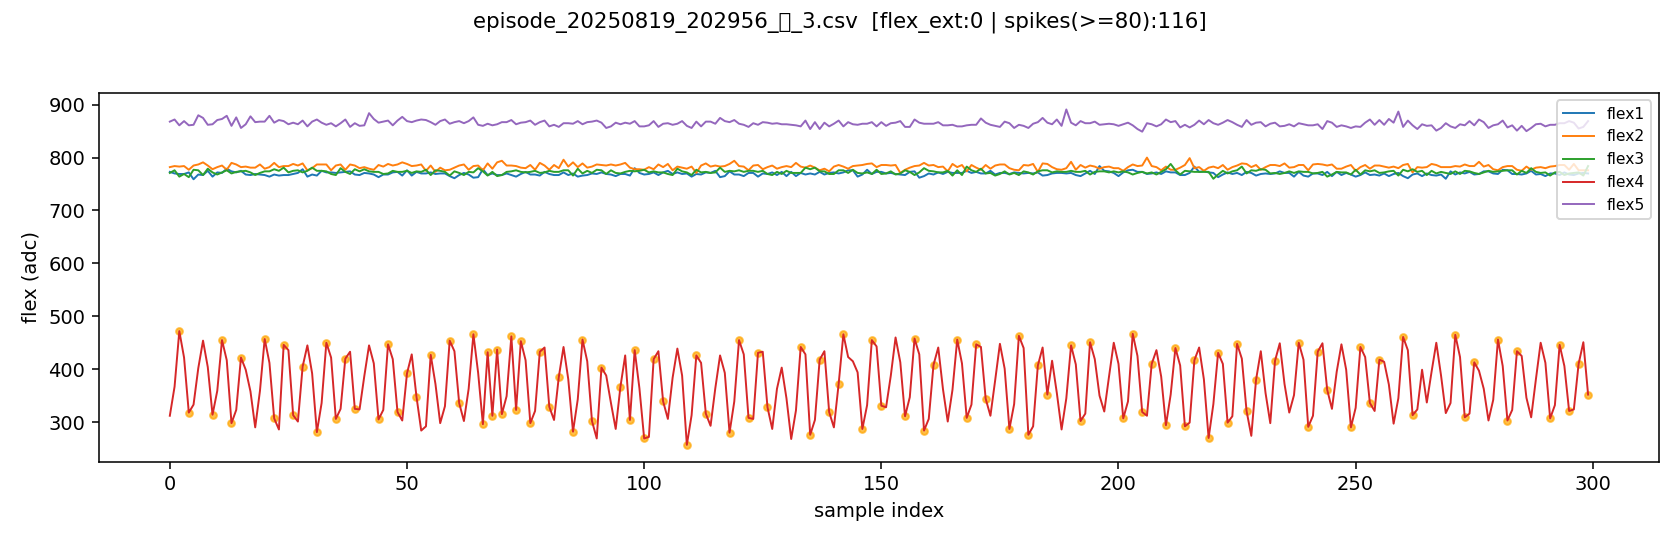 episode_20250819_202956_▯_3.csv  [flex_ext:0 | spikes(>=80):116]
900
800
700
600
500
400
300
flex (adc)
flex1
flex2
flex3
flex4
flex5
0
50
100
150
200
250
300
sample index